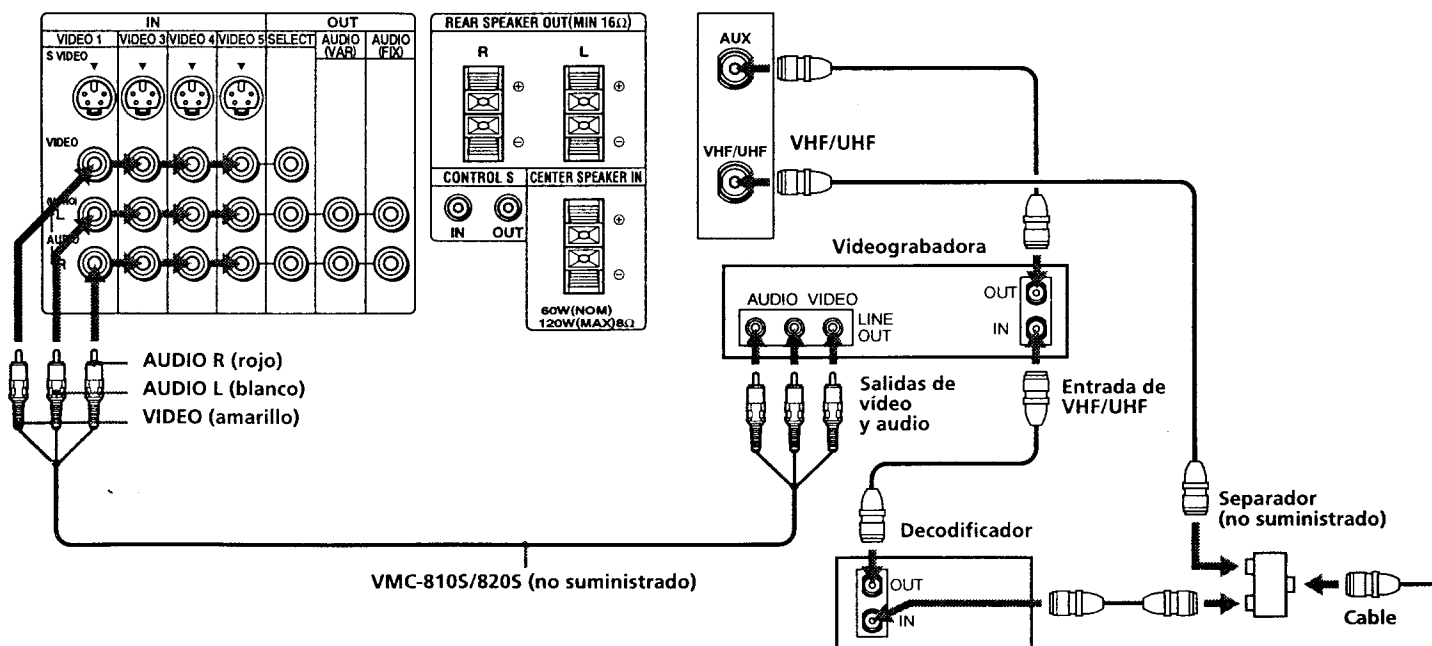 IN
OUT
VIDEO 1
VIDEO 3
VIDEO 4
VIDEO 5
SELECT
AUDIO
(VAR)
AUDIO
(FIX)
S VIDEO
VIDEO
L
AUDIO
R
AUDIO R (rojo)
AUDIO L (blanco)
VIDEO (amarillo)
REAR SPEAKER OUT(MIN 16Ω)
R
L
⊕
⊕
⊖
⊖
CONTROL S
IN
OUT
CENTER SPEAKER IN
⊕
⊖
60W(NOM)
120W(MAX)8Ω
AUX
VHF/UHF
VHF/UHF
Videograbadora
AUDIO VIDEO
LINE
OUT
OUT
IN
Salidas de
vídeo
y audio
Entrada de
VHF/UHF
VMC-810S/820S (no suministrado)
Decodificador
OUT
IN
Separador
(no suministrado)
Cable